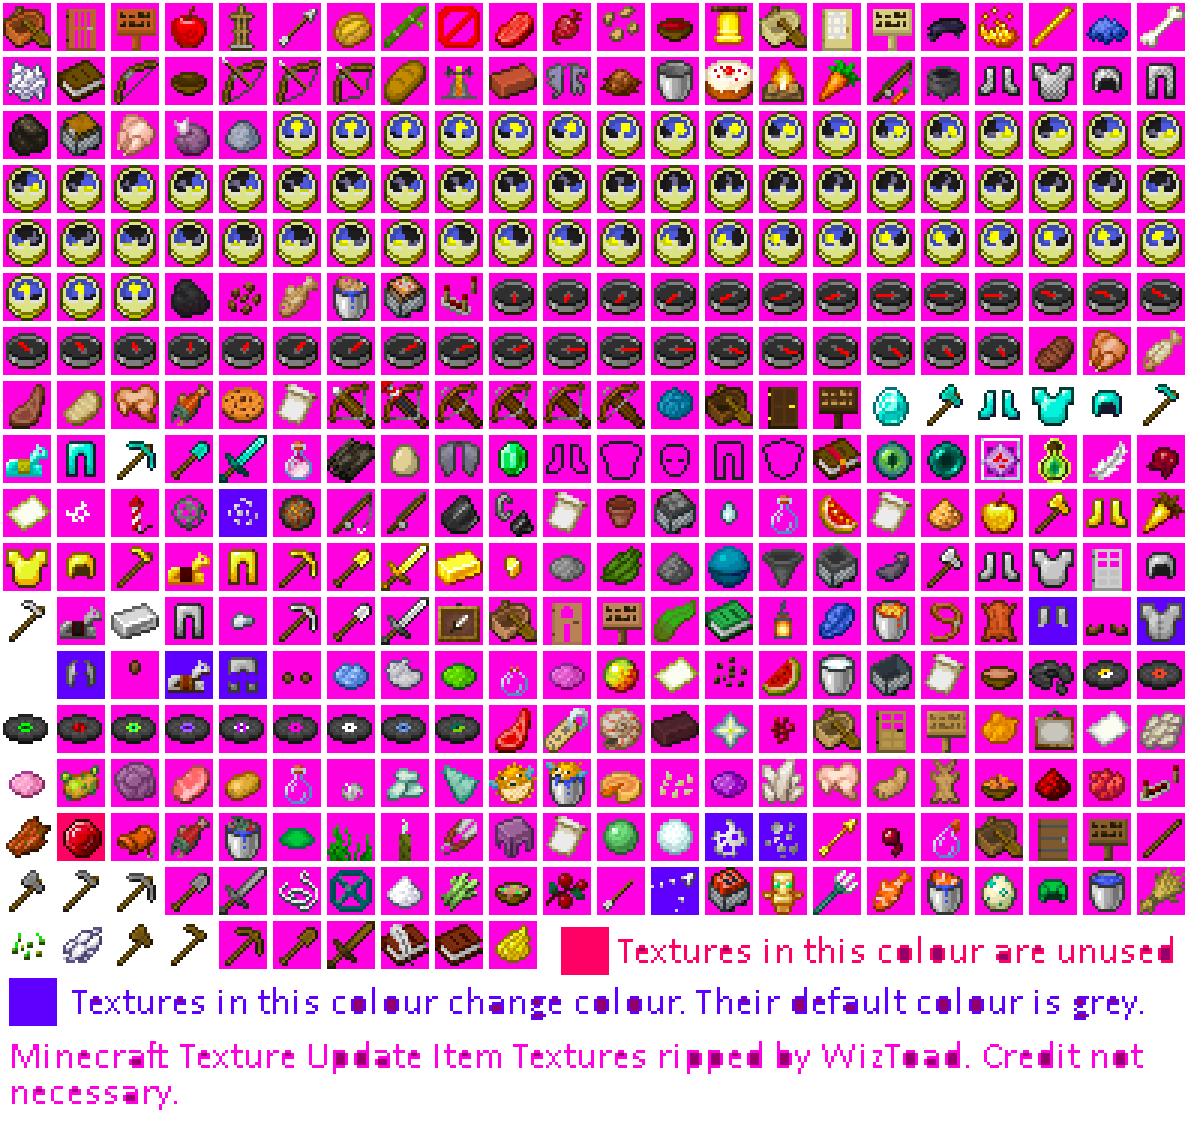 Textures in this colour are unused
Textures in this colour change colour. Their default colour is grey.
Minecraft Texture Update Item Textures ripped by WizToad. Credit not
necessary.